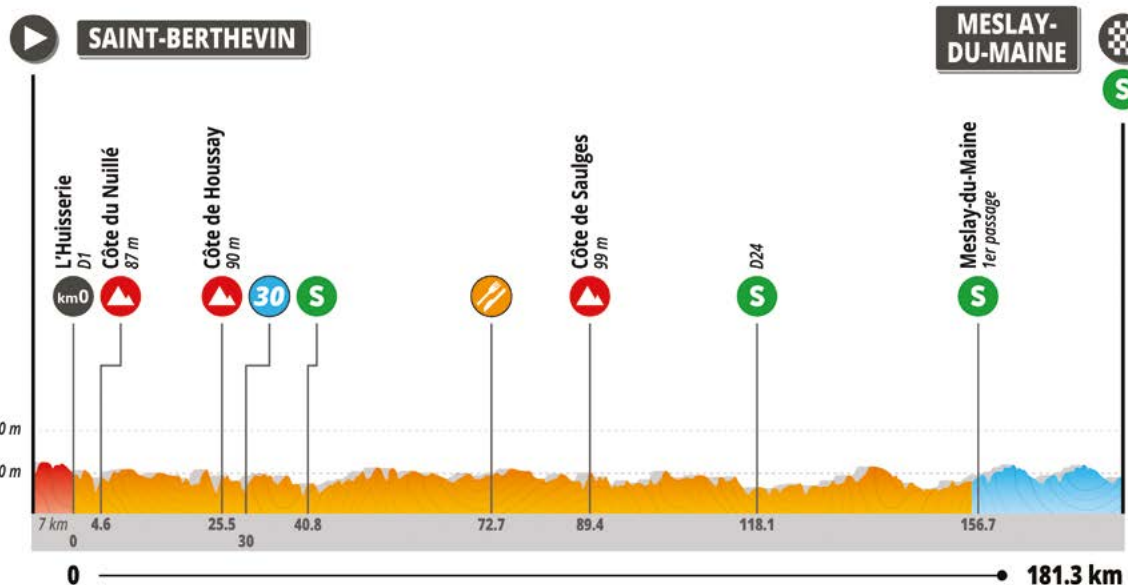 SAINT-BERTHEVIN
MESLAY-
DU-MAINE
S
L'Huisserie
D1
Côte du Nuillé
87 m
Côte de Houssay
90 m
Côte de Saulges
99 m
D24
Meslay-du-Maine
1er passage
km0
30
S
S
S
0 m
0 m
7 km
4.6
25.5
40.8
72.7
89.4
118.1
156.7
0
30
0
181.3 km